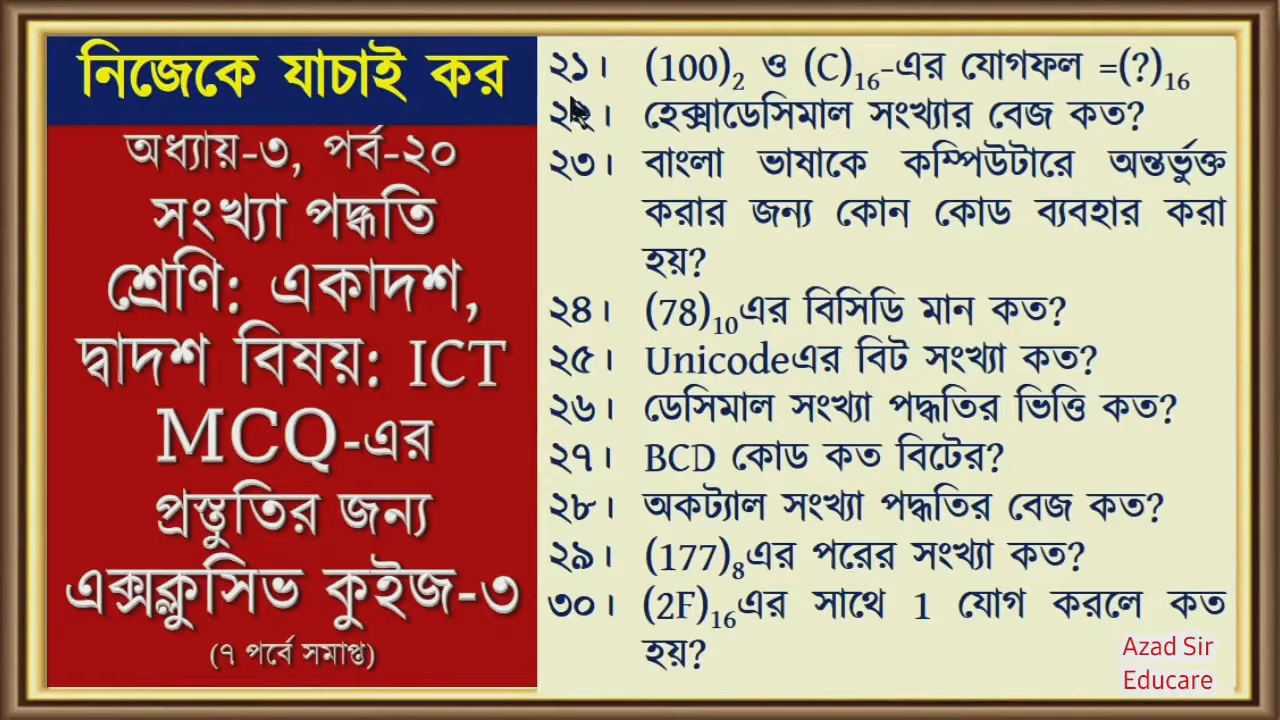 নিজেকে যাচাই কর
অধ্যায়-৩, পর্ব-২০
সংখ্যা পদ্ধতি
শ্রেণি: একাদশ,
দ্বাদশ বিষয়: ICT
MCQ-এর
প্রস্তুতির জন্য
এক্সক্লুসিভ কুইজ-৩
(৭ পর্বে সমাপ্ত)
২১। (100)₂ ও (C)₁₆-এর যোগফল =(?)₁₆
২২। হেক্সাডেসিমাল সংখ্যার বেজ কত?
২৩। বাংলা ভাষাকে কম্পিউটারে অন্তর্ভুক্ত
করার জন্য কোন কোড ব্যবহার করা
হয়?
২৪। (78)₁₀এর বিসিডি মান কত?
২৫। Unicodeএর বিট সংখ্যা কত?
২৬। ডেসিমাল সংখ্যা পদ্ধতির ভিত্তি কত?
২৭। BCD কোড কত বিটের?
২৮। অকট্যাল সংখ্যা পদ্ধতির বেজ কত?
২৯। (177)₈এর পরের সংখ্যা কত?
৩০। (2F)₁₆এর সাথে 1 যোগ করলে কত
হয়?
Azad Sir
Educare